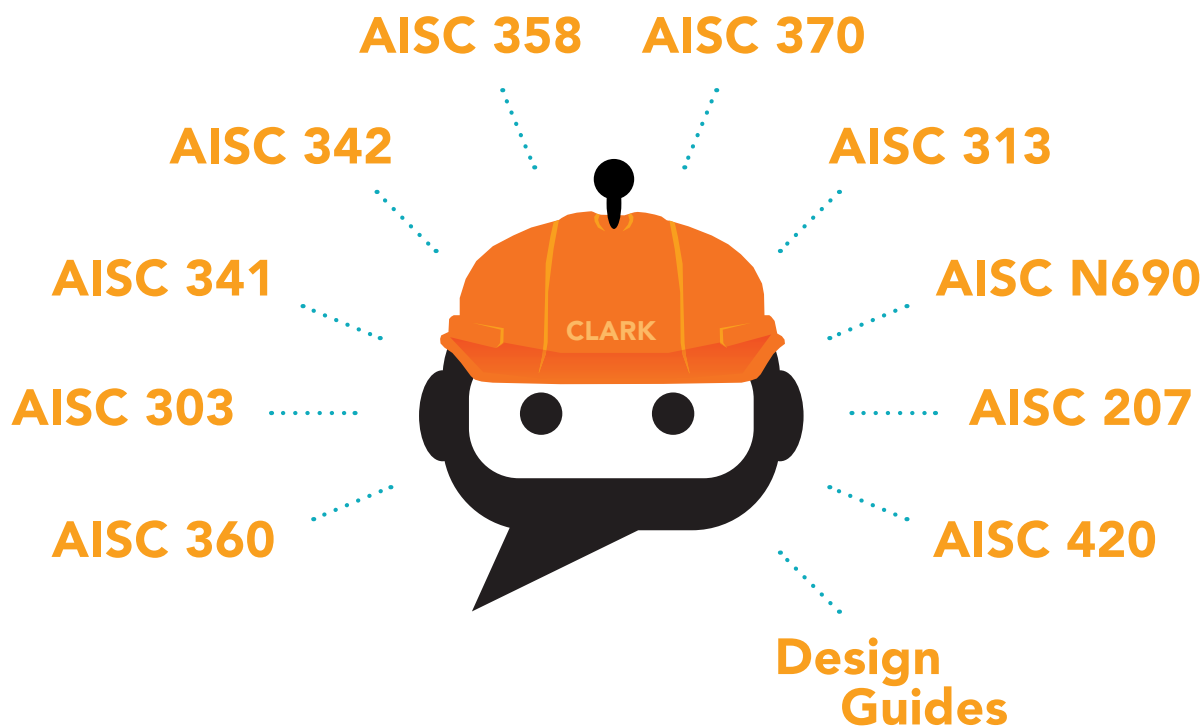 AISC 358
AISC 370
AISC 342
AISC 313
AISC 341
AISC N690
CLARK
AISC 303
AISC 207
AISC 360
AISC 420
Design
Guides